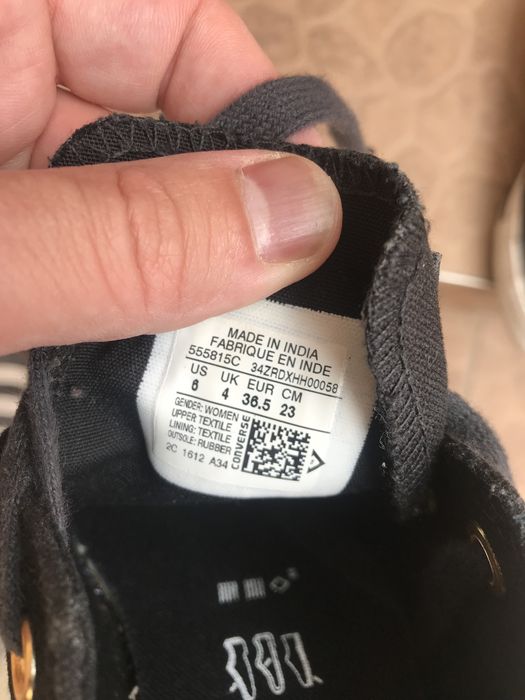 MADE IN INDIA
FABRIQUE EN INDE
555815C 34ZRDXHH00058
US UK EUR CM
6 4 36.5 23
GENDER: WOMEN
UPPER TEXTILE
LINING: TEXTILE
OUTSOLE: RUBBER
2C 1612 A34
CONVERSE